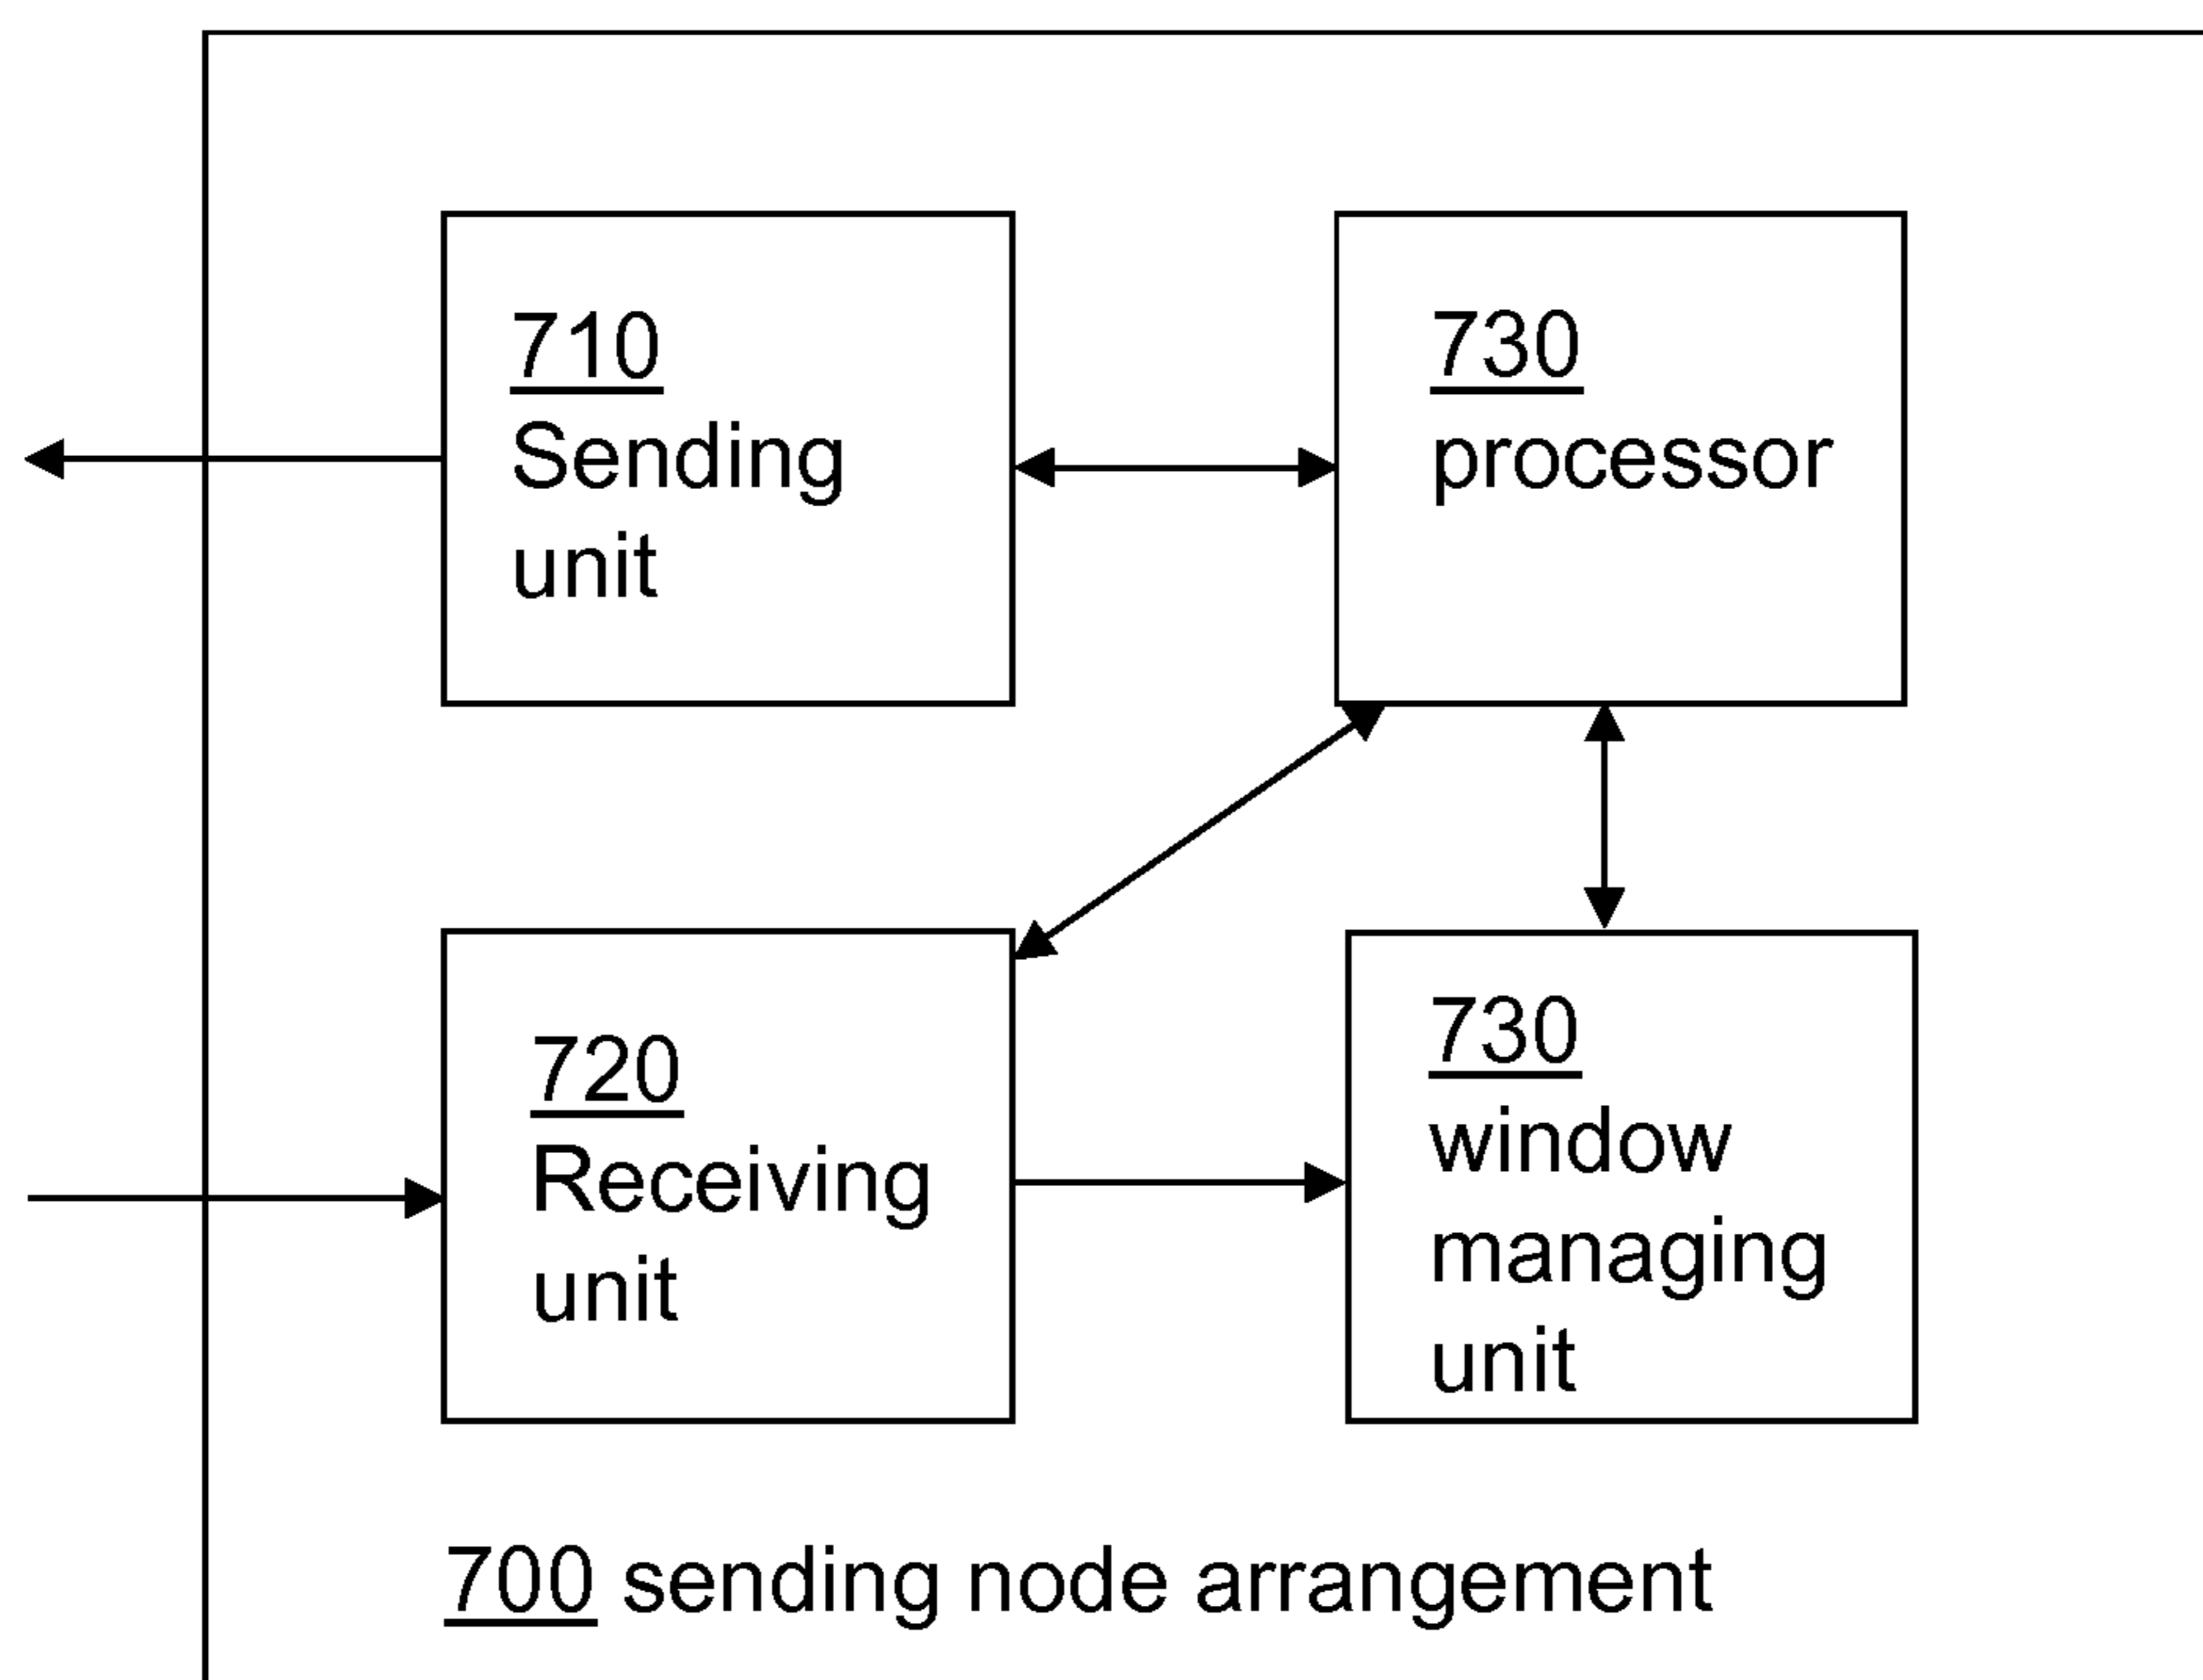 710
Sending
unit
730
processor
720
Receiving
unit
730
window
managing
unit
700 sending node arrangement